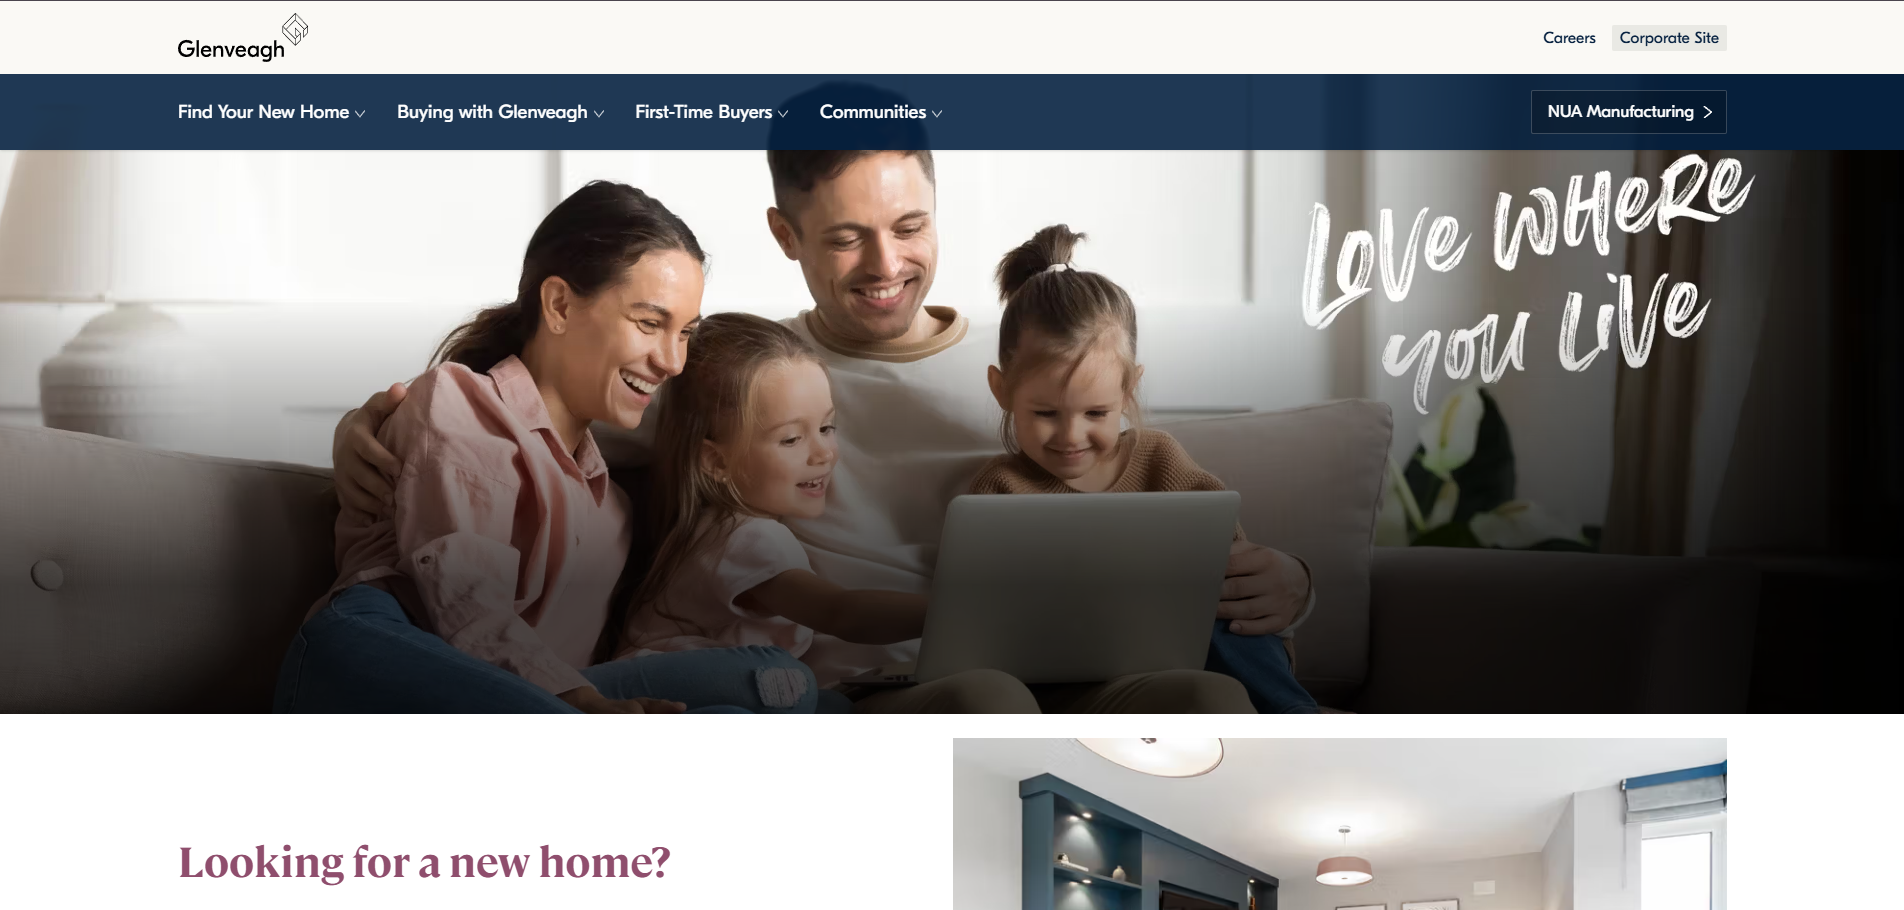 Glenveagh
Careers Corporate Site
Find Your New Home Buying with Glenveagh First-Time Buyers Communities NUA Manufacturing
LOVE WHERE
YOU LIVE
Looking for a new home?